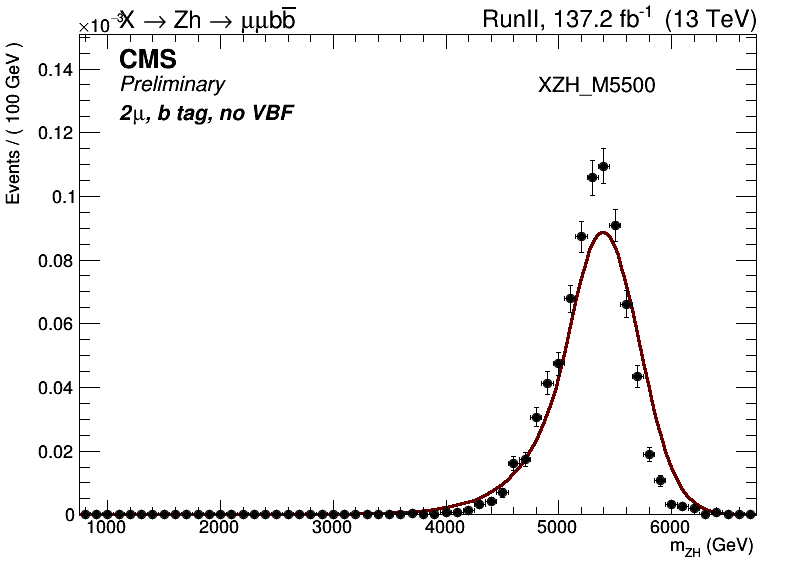 ×10⁻³X → Zh → μμbb̅
RunII, 137.2 fb⁻¹ (13 TeV)
CMS
Preliminary
2μ, b tag, no VBF
XZH_M5500
Events / ( 100 GeV )
0.14
0.12
0.1
0.08
0.06
0.04
0.02
0
1000 2000 3000 4000 5000 6000
m_ZH (GeV)